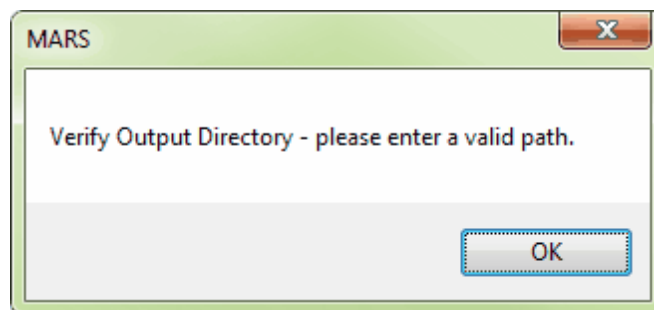 MARS
Verify Output Directory - please enter a valid path.
OK